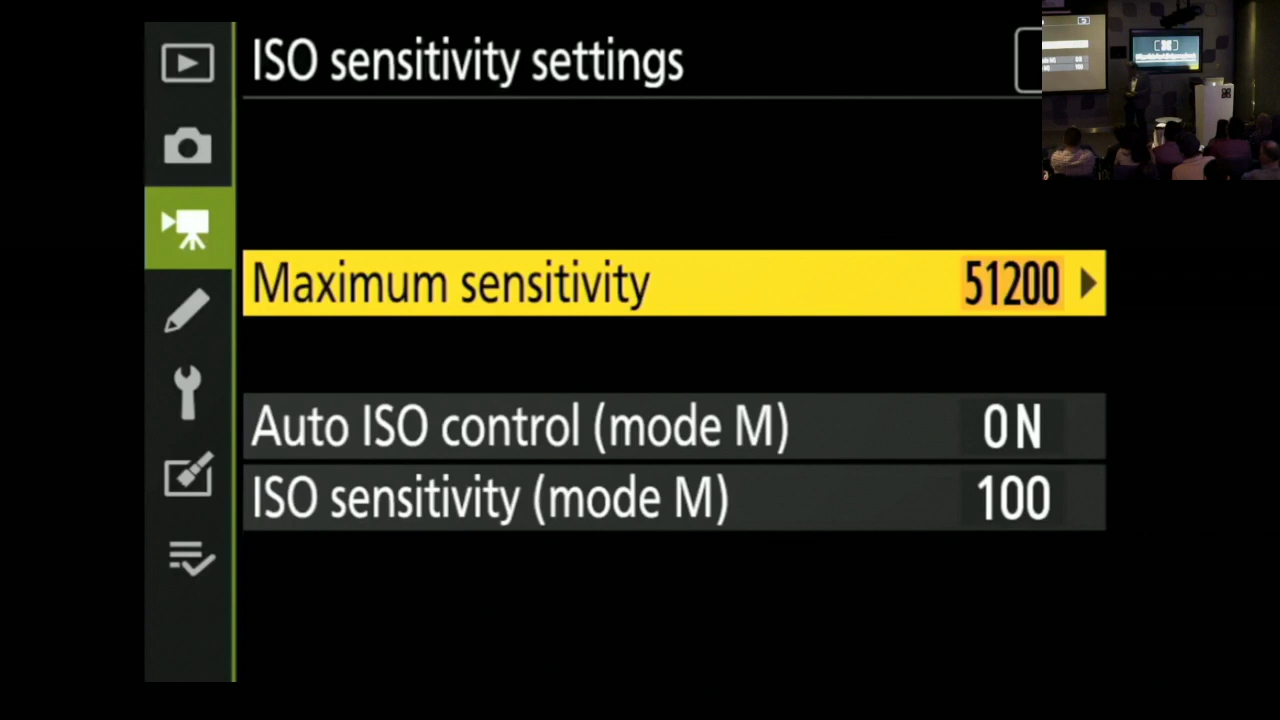 ISO sensitivity settings
Maximum sensitivity 51200
Auto ISO control (mode M) ON
ISO sensitivity (mode M) 100